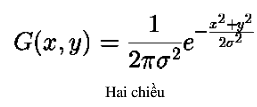 G(x, y) = \frac{1}{2\pi\sigma^2} e^{-\frac{x^2+y^2}{2\sigma^2}}
Hai chiều